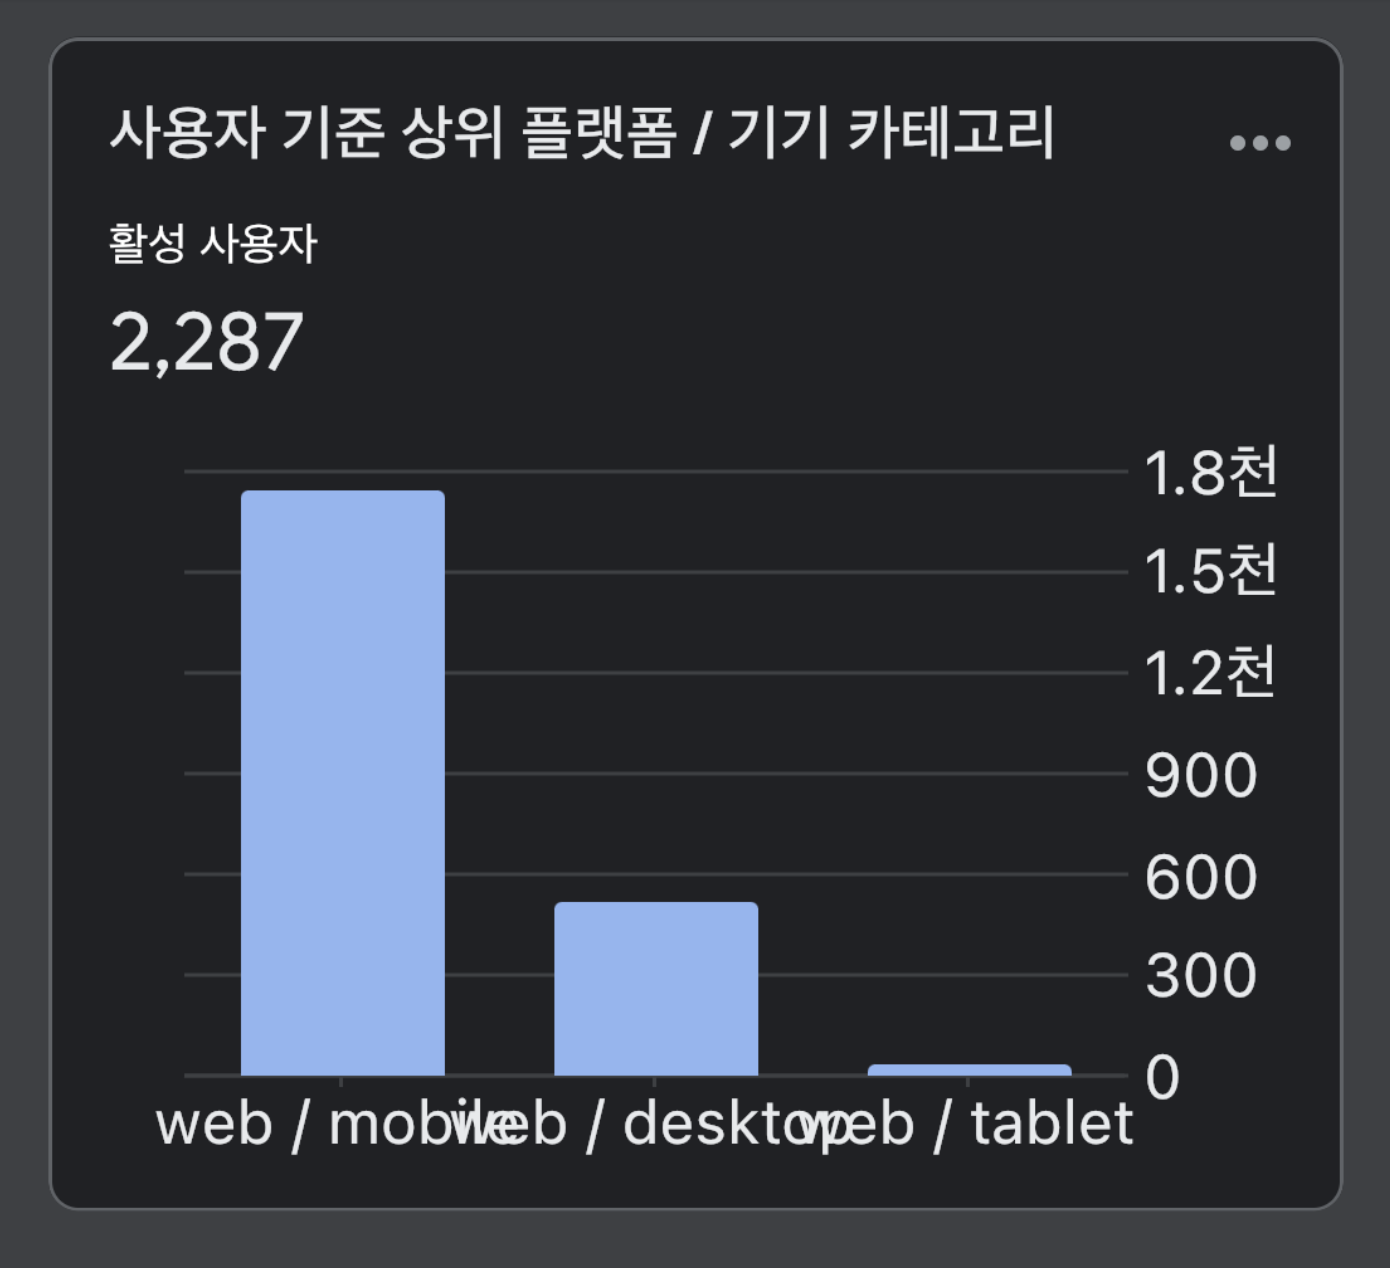 사용자 기준 상위 플랫폼 / 기기 카테고리
활성 사용자
2,287
1.8천
1.5천
1.2천
900
600
300
0
web / mobile web / desktop web / tablet